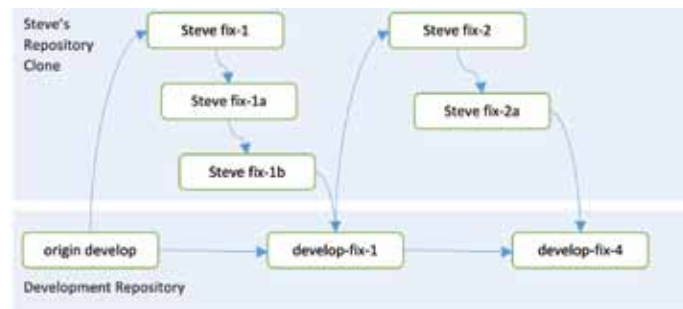 Steve's
Repository
Clone
Steve fix-1
Steve fix-2
Steve fix-1a
Steve fix-2a
Steve fix-1b
origin develop
develop-fix-1
develop-fix-4
Development Repository